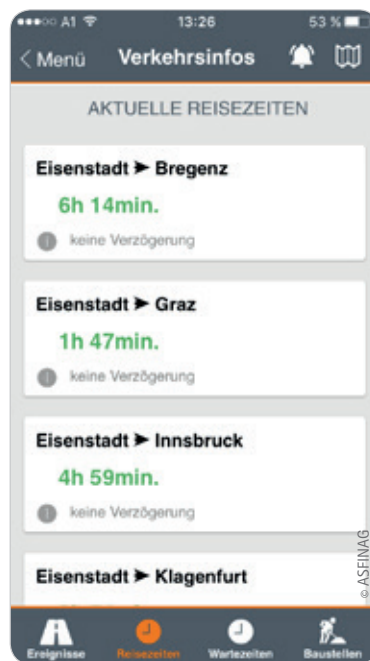 A1 13:26 53 %
Menü Verkehrsinfos
AKTUELLE REISEZEITEN
Eisenstadt ➤ Bregenz
6h 14min.
keine Verzögerung
Eisenstadt ➤ Graz
1h 47min.
keine Verzögerung
Eisenstadt ➤ Innsbruck
4h 59min.
keine Verzögerung
Eisenstadt ➤ Klagenfurt
© ASFINAG
Ereignisse Reisezeiten Wartezeiten Baustellen